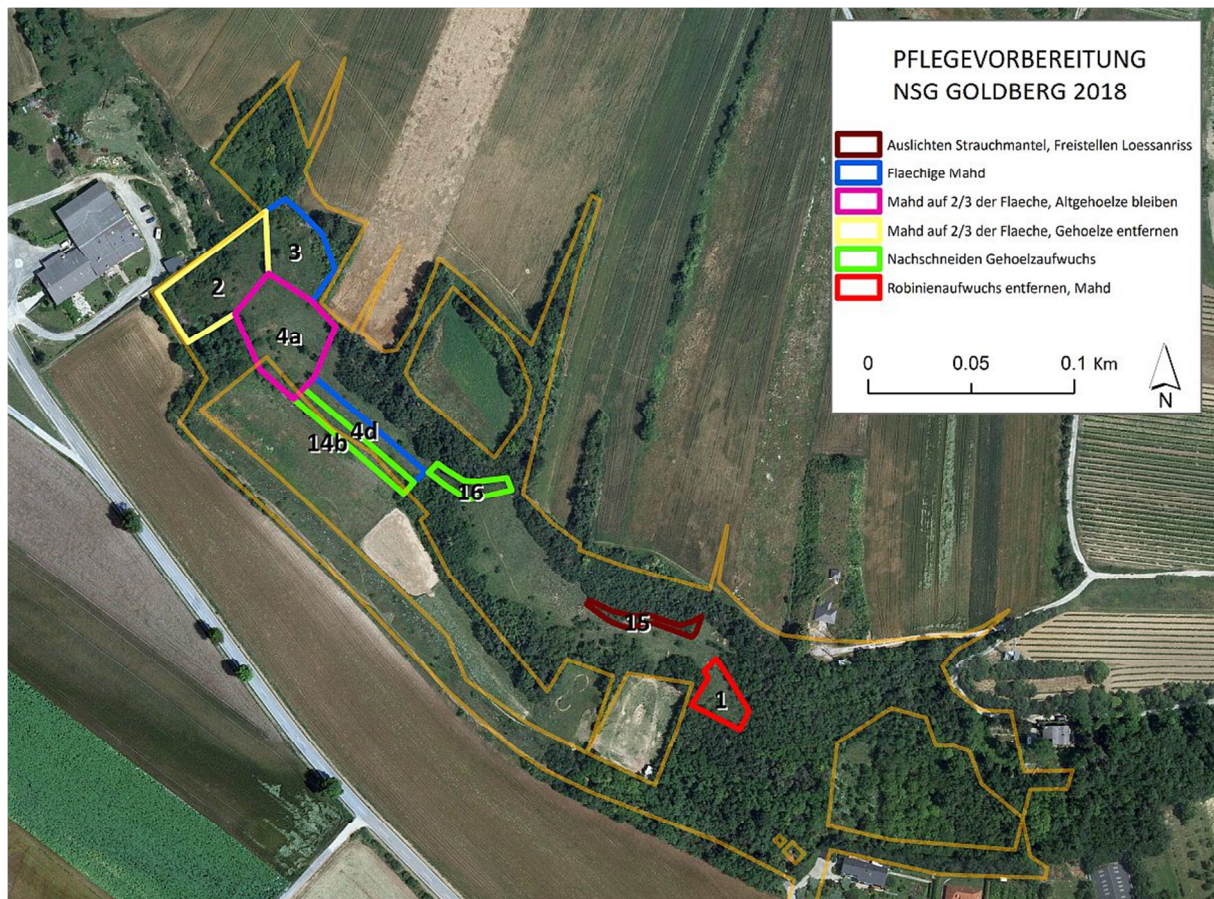 PFLEGEVORBEREITUNG
NSG GOLDBERG 2018
Auslichten Strauchmantel, Freistellen Loessanriss
Flaechige Mahd
Mahd auf 2/3 der Flaeche, Altgehoelze bleiben
Mahd auf 2/3 der Flaeche, Gehoelze entfernen
Nachschneiden Gehoelzaufwuchs
Robinienaufwuchs entfernen, Mahd
0 0.05 0.1 Km
N
3
2
4a
4d
14b
16
15
1